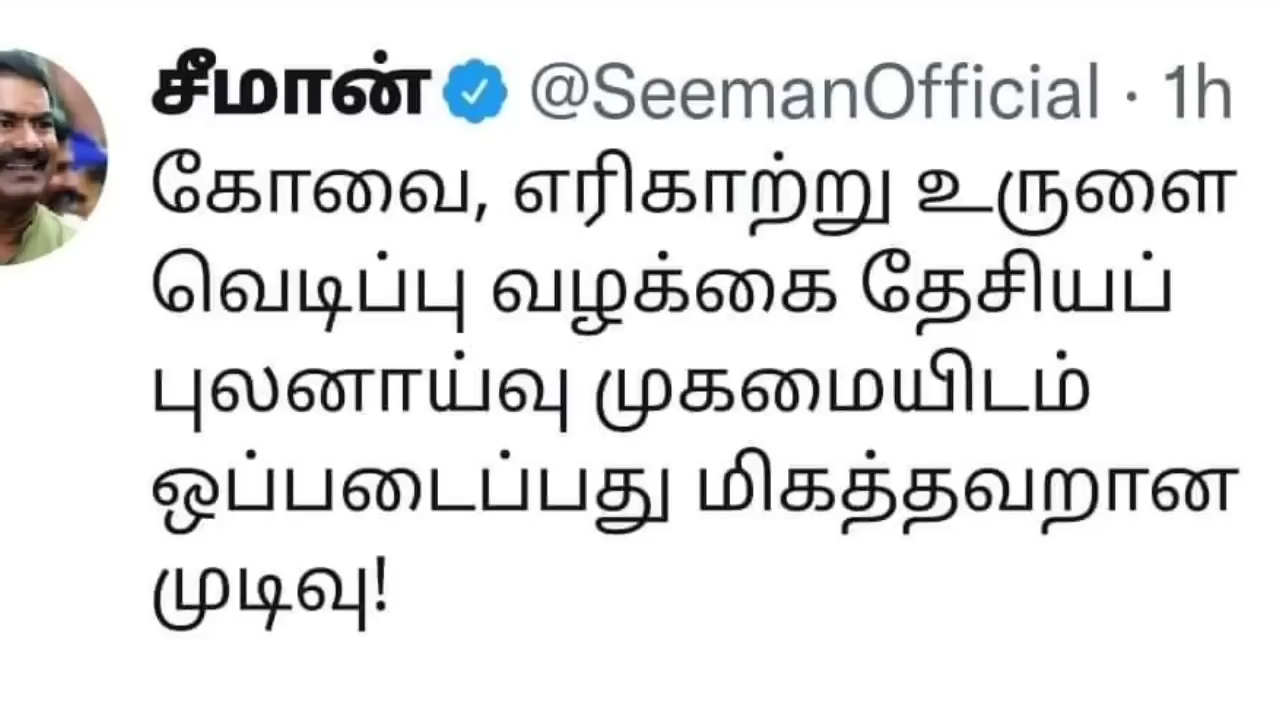 சீமான் @SeemanOfficial · 1h
கோவை, எரிகாற்று உருளை
வெடிப்பு வழக்கை தேசியப்
புலனாய்வு முகமையிடம்
ஒப்படைப்பது மிகத்தவறான
முடிவு!